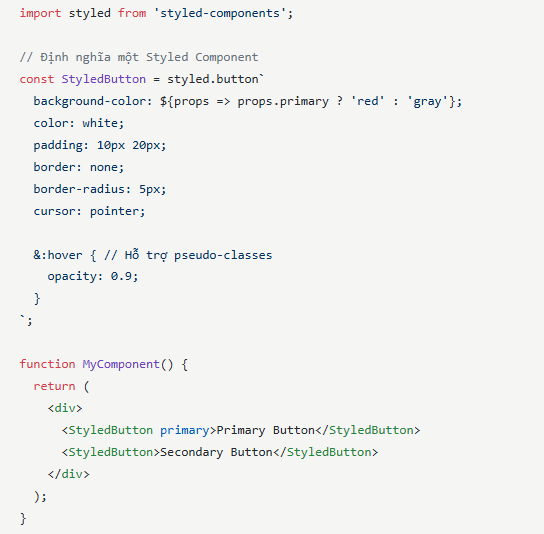 import styled from 'styled-components';
// Định nghĩa một Styled Component
const StyledButton = styled.button`
  background-color: ${props => props.primary ? 'red' : 'gray'};
  color: white;
  padding: 10px 20px;
  border: none;
  border-radius: 5px;
  cursor: pointer;
  &:hover { // Hỗ trợ pseudo-classes
    opacity: 0.9;
  }
`;
function MyComponent() {
  return (
    <div>
      <StyledButton primary>Primary Button</StyledButton>
      <StyledButton>Secondary Button</StyledButton>
    </div>
  );
}